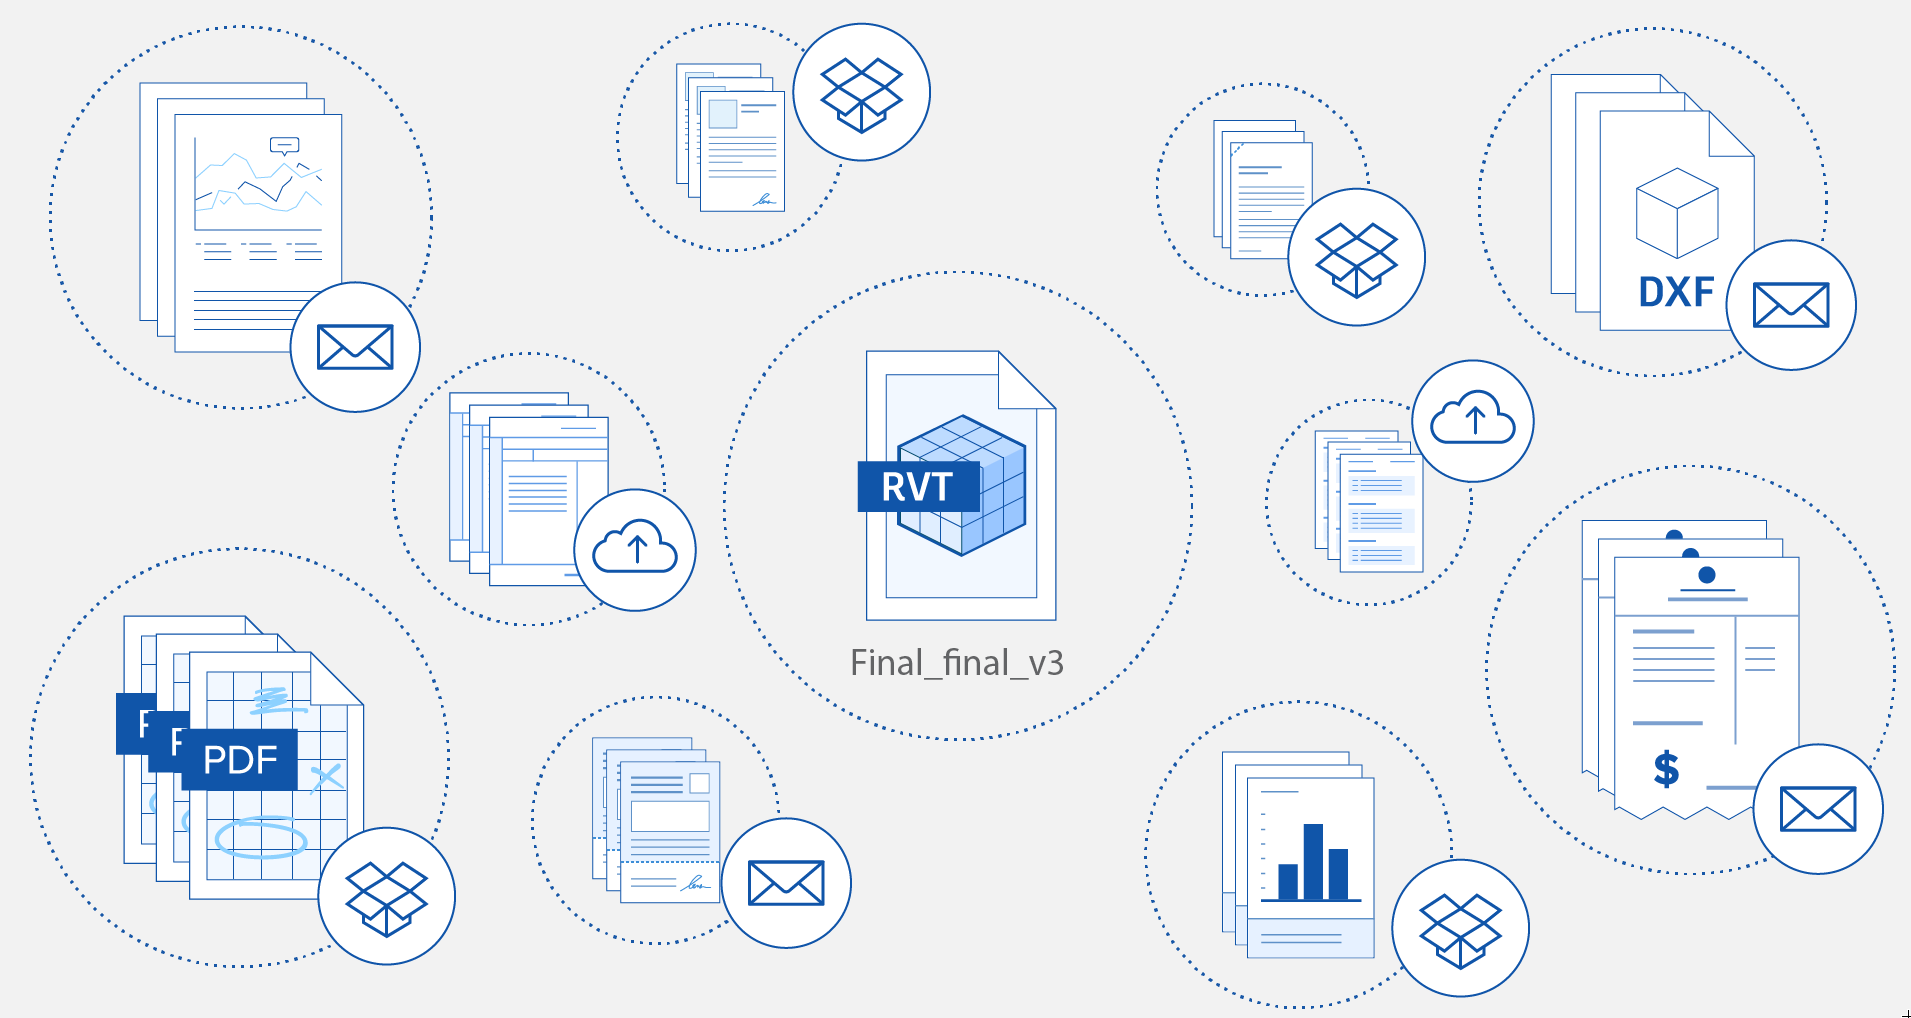 DXF
RVT
Final_final_v3
P
P
PDF
$